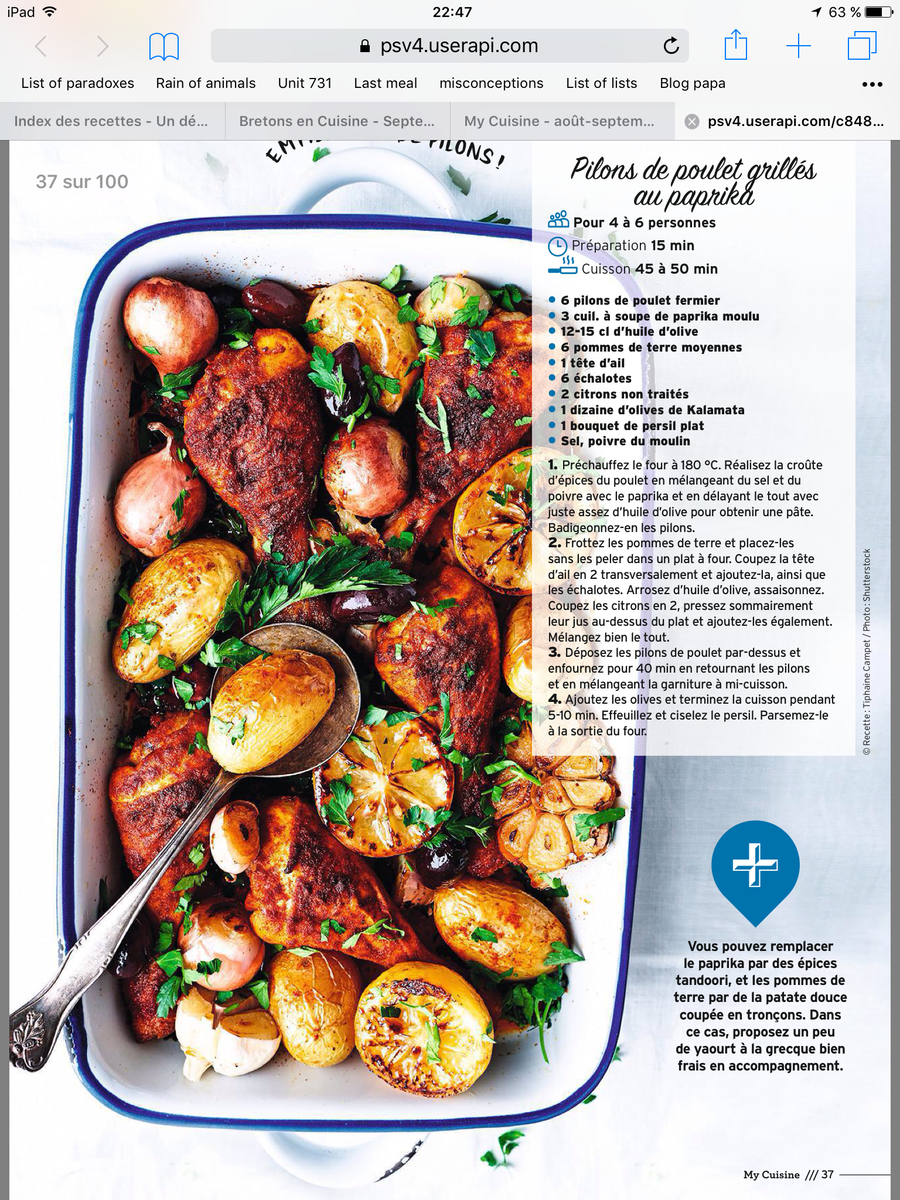 iPad
22:47
63 %
psv4.userapi.com
List of paradoxes
Rain of animals
Unit 731
Last meal
misconceptions
List of lists
Blog papa
Index des recettes - Un dé...
Bretons en Cuisine - Septe...
My Cuisine - août-septem...
psv4.userapi.com/c848...
37 sur 100
DE PILONS !
Pilons de poulet grillés
au paprika
Pour 4 à 6 personnes
Préparation 15 min
Cuisson 45 à 50 min
• 6 pilons de poulet fermier
• 3 cuil. à soupe de paprika moulu
• 12-15 cl d'huile d'olive
• 6 pommes de terre moyennes
• 1 tête d'ail
• 6 échalotes
• 2 citrons non traités
• 1 dizaine d'olives de Kalamata
• 1 bouquet de persil plat
• Sel, poivre du moulin
1. Préchauffez le four à 180 °C. Réalisez la croûte
d'épices du poulet en mélangeant du sel et du
poivre avec le paprika et en délayant le tout avec
juste assez d'huile d'olive pour obtenir une pâte.
Badigeonnez-en les pilons.
2. Frottez les pommes de terre et placez-les
sans les peler dans un plat à four. Coupez la tête
d'ail en 2 transversalement et ajoutez-la, ainsi que
les échalotes. Arrosez d'huile d'olive, assaisonnez.
Coupez les citrons en 2, pressez sommairement
leur jus au-dessus du plat et ajoutez-les également.
Mélangez bien le tout.
3. Déposez les pilons de poulet par-dessus et
enfournez pour 40 min en retournant les pilons
et en mélangeant la garniture à mi-cuisson.
4. Ajoutez les olives et terminez la cuisson pendant
5-10 min. Effeuillez et ciselez le persil. Parsemez-le
à la sortie du four.
© Recette : Tiphaine Campet / Photo : Shutterstock
Vous pouvez remplacer
le paprika par des épices
tandoori, et les pommes de
terre par de la patate douce
coupée en tronçons. Dans
ce cas, proposez un peu
de yaourt à la grecque bien
frais en accompagnement.
My Cuisine /// 37